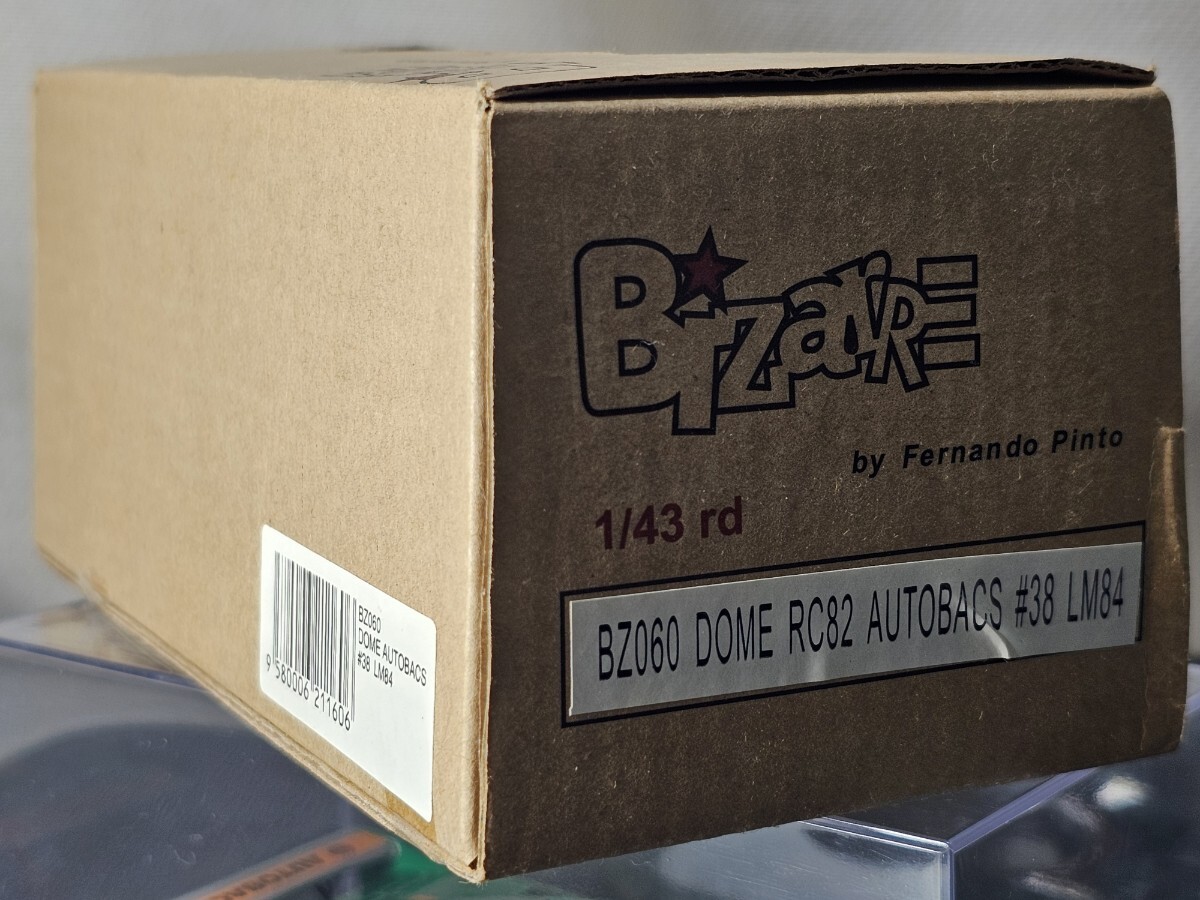 Bizarre
by Fernando Pinto
1/43 rd
BZ060 DOME RC82 AUTOBACS #38 LM84
BZ060
DOME AUTOBACS
#38 LM84
9 580006 211606
AUTOBA